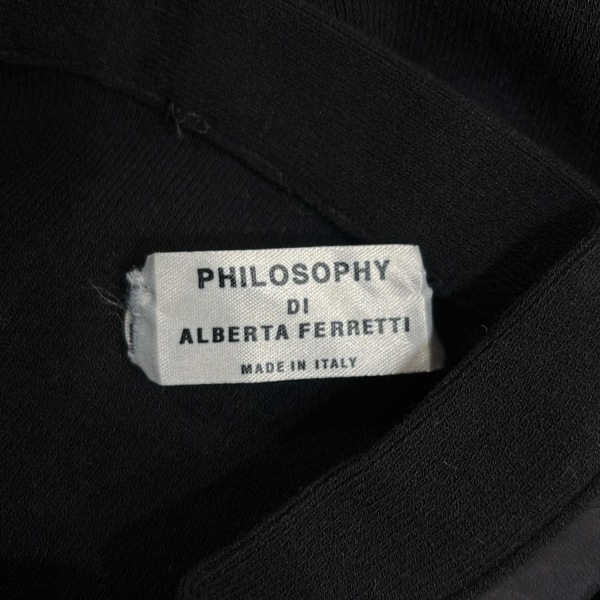 PHILOSOPHY
DI
ALBERTA FERRETTI
MADE IN ITALY